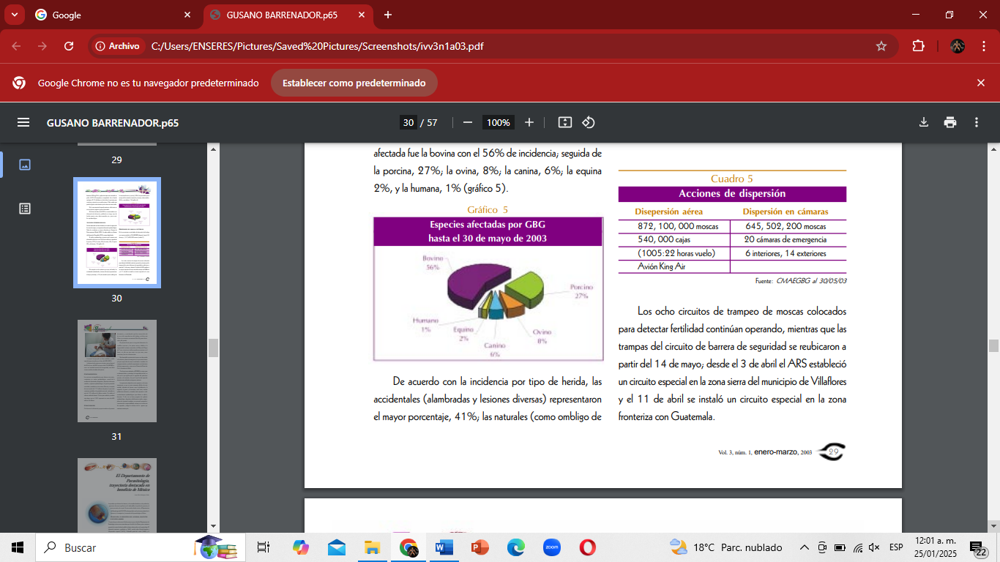 Google
GUSANO BARRENADOR.p65
Archivo
C:/Users/ENSERES/Pictures/Saved%20Pictures/Screenshots/ivv3n1a03.pdf
Google Chrome no es tu navegador predeterminado
Establecer como predeterminado
GUSANO BARRENADOR.p65
30 / 57
100%
29
30
31
El Departamento de
Parasitología,
trayectoria destacada en
beneficio de México
afectada fue la bovina con el 56% de incidencia; seguida de
la porcina, 27%; la ovina, 8%; la canina, 6%; la equina
2%, y la humana, 1% (gráfico 5).
Gráfico 5
Especies afectadas por GBG
hasta el 30 de mayo de 2003
Bovino
56%
Porcino
27%
Humano
1%
Equino
2%
Canino
6%
Ovino
8%
De acuerdo con la incidencia por tipo de herida, las
accidentales (alambradas y lesiones diversas) representaron
el mayor porcentaje, 41%; las naturales (como ombligo de
Cuadro 5
Acciones de dispersión
Disepersión aérea Dispersión en cámaras
872, 100, 000 moscas 645, 502, 200 moscas
540, 000 cajas 20 cámaras de emergencia
(1005:22 horas vuelo) 6 interiores, 14 exteriores
Avión King Air
Fuente: CMAEGBG al 30/05/03
Los ocho circuitos de trampeo de moscas colocados
para detectar fertilidad continúan operando, mientras que las
trampas del circuito de barrera de seguridad se reubicaron a
partir del 14 de mayo; desde el 3 de abril el ARS estableció
un circuito especial en la zona sierra del municipio de Villaflores
y el 11 de abril se instaló un circuito especial en la zona
fronteriza con Guatemala.
Vol. 3, núm. 1, enero-marzo, 2003 29
Buscar
zoom
18°C Parc. nublado
ESP
12:01 a. m.
25/01/2025
22